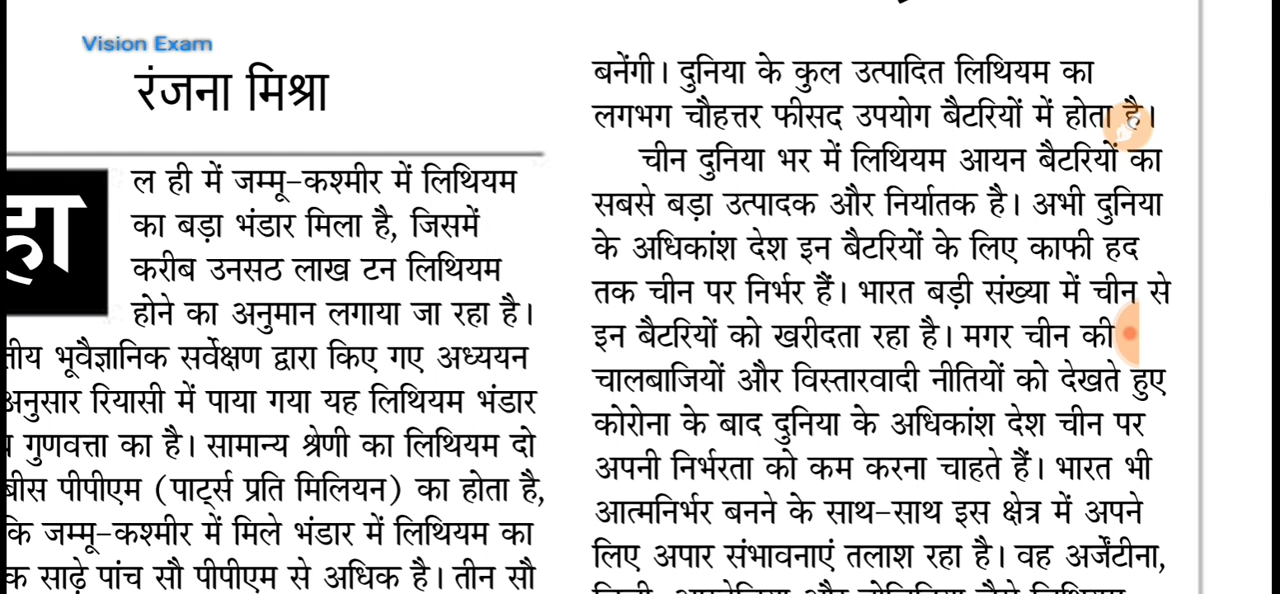 Vision Exam
रंजना मिश्रा
हा
ल ही में जम्मू-कश्मीर में लिथियम
का बड़ा भंडार मिला है, जिसमें
करीब उनसठ लाख टन लिथियम
होने का अनुमान लगाया जा रहा है।
तीय भूवैज्ञानिक सर्वेक्षण द्वारा किए गए अध्ययन
अनुसार रियासी में पाया गया यह लिथियम भंडार
गुणवत्ता का है। सामान्य श्रेणी का लिथियम दो
बीस पीपीएम (पार्ट्स प्रति मिलियन) का होता है,
कि जम्मू-कश्मीर में मिले भंडार में लिथियम का
क साढ़े पांच सौ पीपीएम से अधिक है। तीन सौ
बनेंगी। दुनिया के कुल उत्पादित लिथियम का
लगभग चौहत्तर फीसद उपयोग बैटरियों में होता है।
चीन दुनिया भर में लिथियम आयन बैटरियों का
सबसे बड़ा उत्पादक और निर्यातक है। अभी दुनिया
के अधिकांश देश इन बैटरियों के लिए काफी हद
तक चीन पर निर्भर हैं। भारत बड़ी संख्या में चीन से
इन बैटरियों को खरीदता रहा है। मगर चीन की
चालबाजियों और विस्तारवादी नीतियों को देखते हुए
कोरोना के बाद दुनिया के अधिकांश देश चीन पर
अपनी निर्भरता को कम करना चाहते हैं। भारत भी
आत्मनिर्भर बनने के साथ-साथ इस क्षेत्र में अपने
लिए अपार संभावनाएं तलाश रहा है। वह अर्जेंटीना,